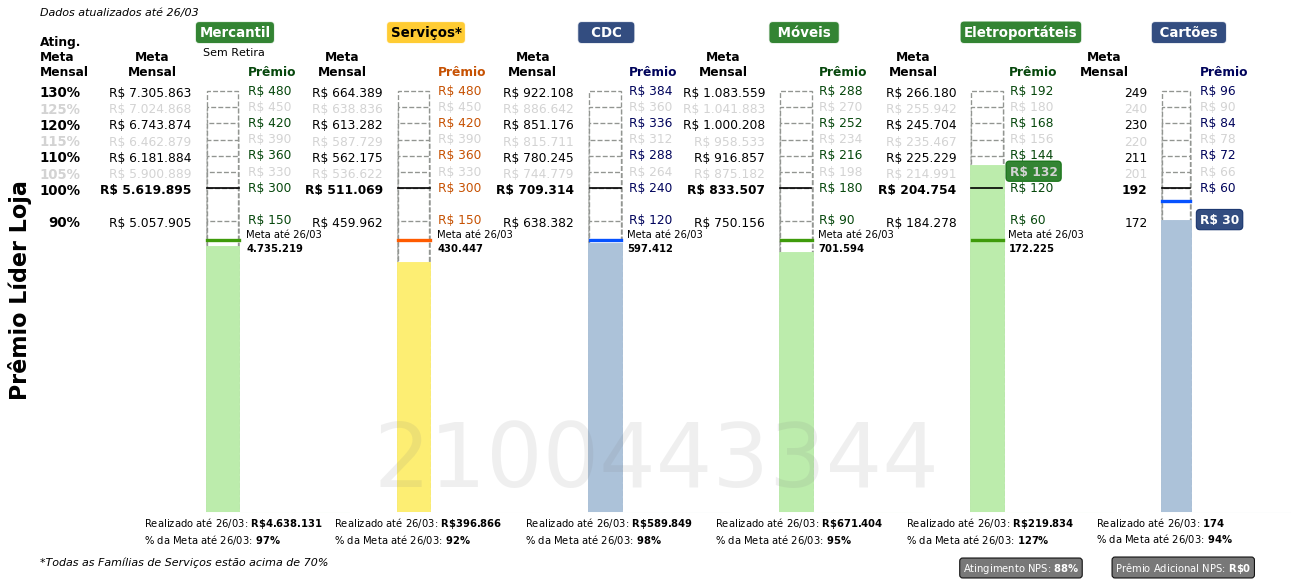 Dados atualizados até 26/03
Mercantil Serviços* CDC Móveis Eletroportáteis Cartões
Sem Retira
Ating. Meta Mensal
Meta Mensal Prêmio Meta Mensal Prêmio Meta Mensal Prêmio Meta Mensal Prêmio Meta Mensal Prêmio Meta Mensal Prêmio
130% R$ 7.305.863 R$ 480 R$ 664.389 R$ 480 R$ 922.108 R$ 384 R$ 1.083.559 R$ 288 R$ 266.180 R$ 192 249 R$ 96
125% R$ 7.024.868 R$ 450 R$ 638.836 R$ 450 R$ 886.642 R$ 360 R$ 1.041.883 R$ 270 R$ 255.942 R$ 180 240 R$ 90
120% R$ 6.743.874 R$ 420 R$ 613.282 R$ 420 R$ 851.176 R$ 336 R$ 1.000.208 R$ 252 R$ 245.704 R$ 168 230 R$ 84
115% R$ 6.462.879 R$ 390 R$ 587.729 R$ 390 R$ 815.711 R$ 312 R$ 958.533 R$ 234 R$ 235.467 R$ 156 220 R$ 78
110% R$ 6.181.884 R$ 360 R$ 562.175 R$ 360 R$ 780.245 R$ 288 R$ 916.857 R$ 216 R$ 225.229 R$ 144 211 R$ 72
105% R$ 5.900.889 R$ 330 R$ 536.622 R$ 330 R$ 744.779 R$ 264 R$ 875.182 R$ 198 R$ 214.991 R$ 132 201 R$ 66
100% R$ 5.619.895 R$ 300 R$ 511.069 R$ 300 R$ 709.314 R$ 240 R$ 833.507 R$ 180 R$ 204.754 R$ 120 192 R$ 60
90% R$ 5.057.905 R$ 150 R$ 459.962 R$ 150 R$ 638.382 R$ 120 R$ 750.156 R$ 90 R$ 184.278 R$ 60 172 R$ 30
Meta até 26/03 Meta até 26/03 Meta até 26/03 Meta até 26/03 Meta até 26/03
4.735.219 430.447 597.412 701.594 172.225
Prêmio Líder Loja
2100443344
Realizado até 26/03: R$4.638.131 Realizado até 26/03: R$396.866 Realizado até 26/03: R$589.849 Realizado até 26/03: R$671.404 Realizado até 26/03: R$219.834 Realizado até 26/03: 174
% da Meta até 26/03: 97% % da Meta até 26/03: 92% % da Meta até 26/03: 98% % da Meta até 26/03: 95% % da Meta até 26/03: 127% % da Meta até 26/03: 94%
*Todas as Famílias de Serviços estão acima de 70%
Atingimento NPS: 88% Prêmio Adicional NPS: R$0